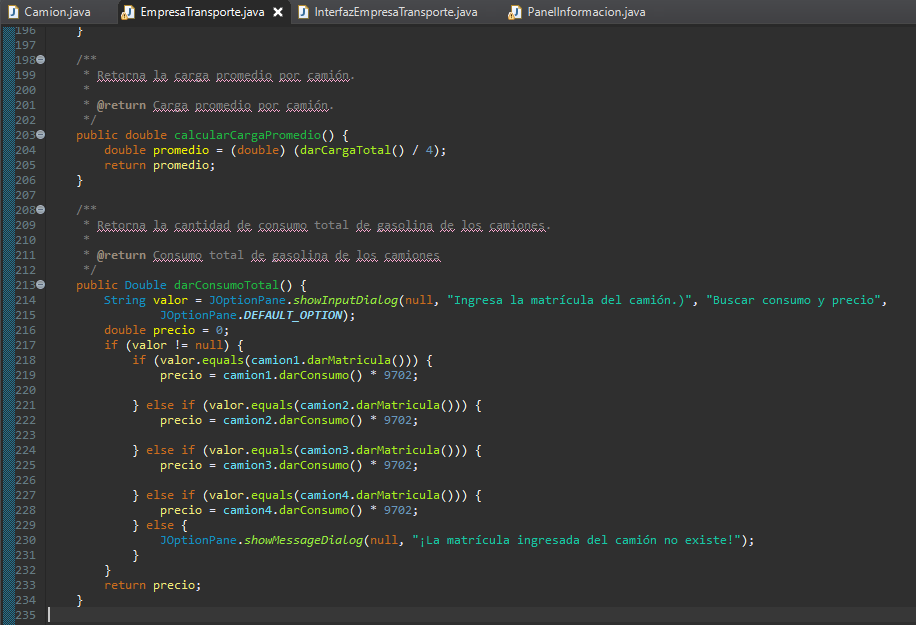 Camion.java EmpresaTransporte.java InterfazEmpresaTransporte.java PanelInformacion.java
196 }
197
198 /**
199 * Retorna la carga promedio por camión.
200 *
201 * @return Carga promedio por camión.
202 */
203 public double calcularCargaPromedio() {
204 double promedio = (double) (darCargaTotal() / 4);
205 return promedio;
206 }
207
208 /**
209 * Retorna la cantidad de consumo total de gasolina de los camiones.
210 *
211 * @return Consumo total de gasolina de los camiones
212 */
213 public Double darConsumoTotal() {
214 String valor = JOptionPane.showInputDialog(null, "Ingresa la matrícula del camión.)", "Buscar consumo y precio",
215 JOptionPane.DEFAULT_OPTION);
216 double precio = 0;
217 if (valor != null) {
218 if (valor.equals(camion1.darMatricula())) {
219 precio = camion1.darConsumo() * 9702;
220
221 } else if (valor.equals(camion2.darMatricula())) {
222 precio = camion2.darConsumo() * 9702;
223
224 } else if (valor.equals(camion3.darMatricula())) {
225 precio = camion3.darConsumo() * 9702;
226
227 } else if (valor.equals(camion4.darMatricula())) {
228 precio = camion4.darConsumo() * 9702;
229 } else {
230 JOptionPane.showMessageDialog(null, "¡La matrícula ingresada del camión no existe!");
231 }
232 }
233 return precio;
234 }
235